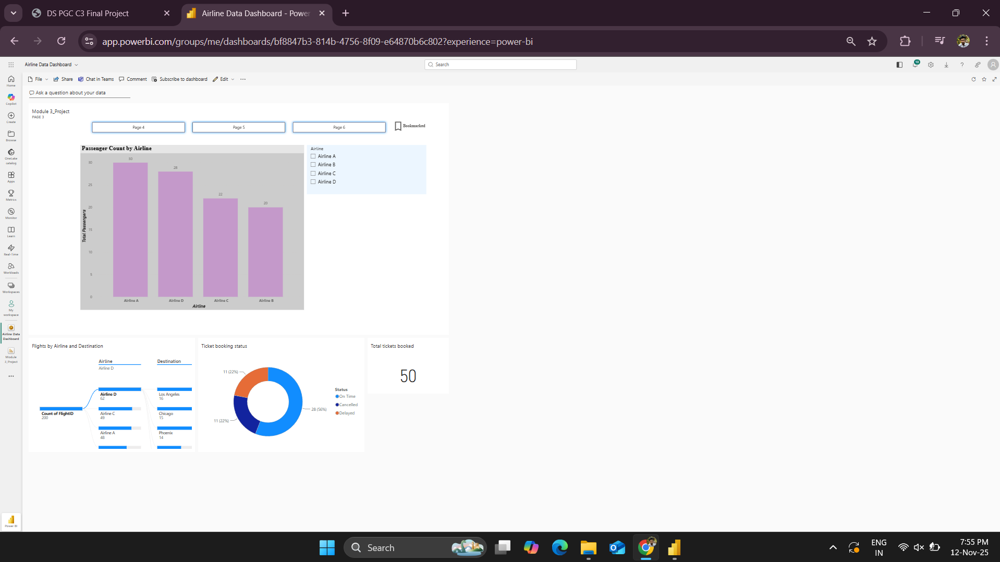 DS PGC C3 Final Project
Airline Data Dashboard - Power
app.powerbi.com/groups/me/dashboards/bf8847b3-814b-4756-8f09-e64870b6c802?experience=power-bi
Airline Data Dashboard
Search
10
File
Share
Chat in Teams
Comment
Subscribe to dashboard
Edit
Home
Copilot
Create
Browse
OneLake
catalog
Apps
Metrics
Monitor
Learn
Real-Time
Workloads
Workspaces
My
workspace
Airline Data
Dashboard
Module
3_Project
Power BI
Ask a question about your data
Module 3_Project
PAGE 3
Page 4
Page 5
Page 6
Bookmarked
Passenger Count by Airline
30
28
22
20
30
25
20
15
10
5
0
Total Passengers
Airline A
Airline D
Airline C
Airline B
Airline
Airline
Airline A
Airline B
Airline C
Airline D
Flights by Airline and Destination
Airline
Destination
Airline D
Count of FlightID
200
Airline D
62
Airline C
49
Airline A
48
Los Angeles
16
Chicago
15
Phoenix
14
Ticket booking status
11 (22%)
28 (56%)
11 (22%)
Status
On Time
Cancelled
Delayed
Total tickets booked
50
Search
ENG
IN
7:55 PM
12-Nov-25